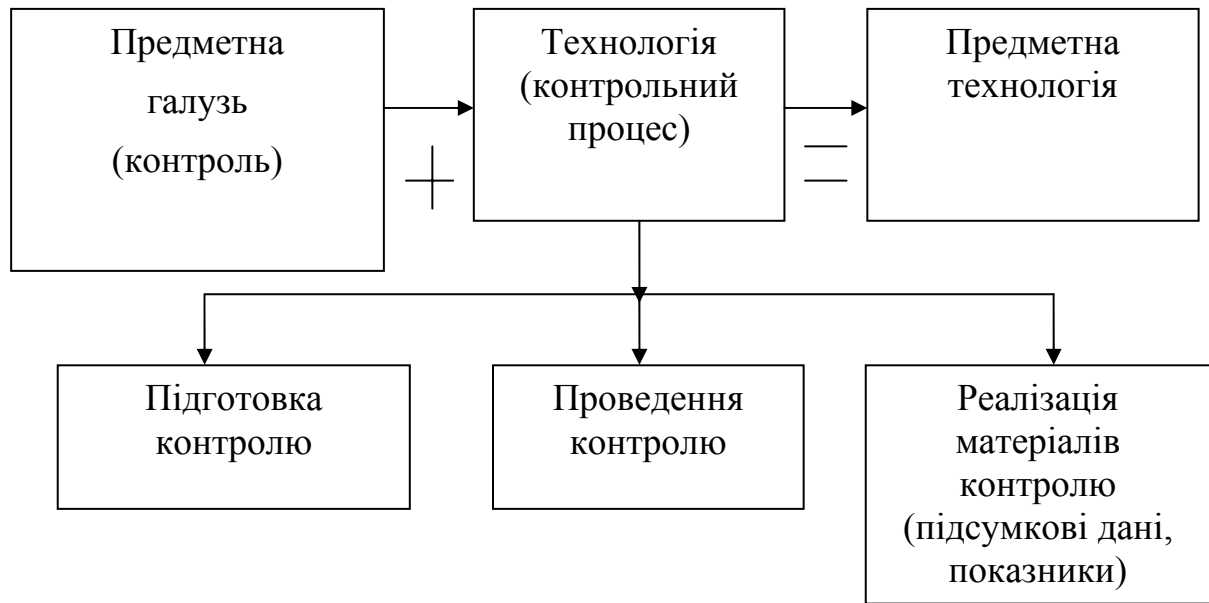 Предметна
галузь
(контроль)
+
Технологія
(контрольний
процес)
=
Предметна
технологія
Підготовка
контролю
Проведення
контролю
Реалізація
матеріалів
контролю
(підсумкові дані,
показники)